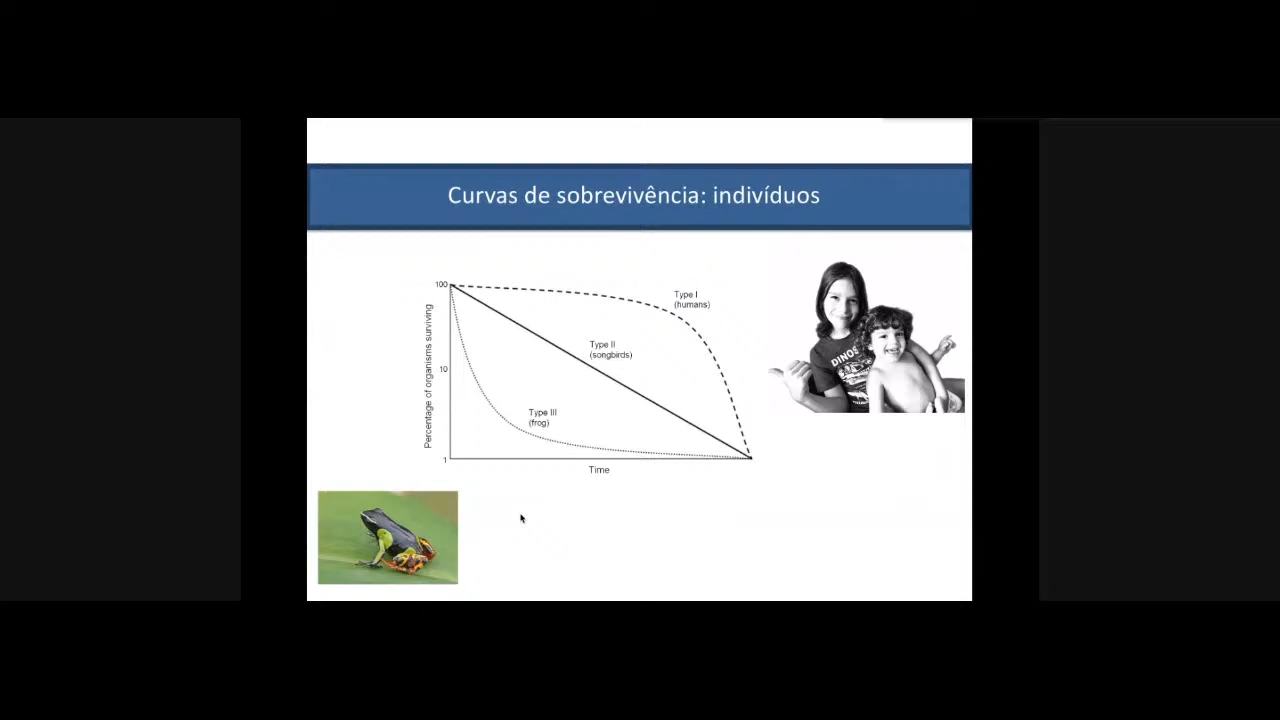 Curvas de sobrevivência: indivíduos
100
10
1
Percentage of organisms surviving
Type I
(humans)
Type II
(songbirds)
Type III
(frog)
Time
DINOS